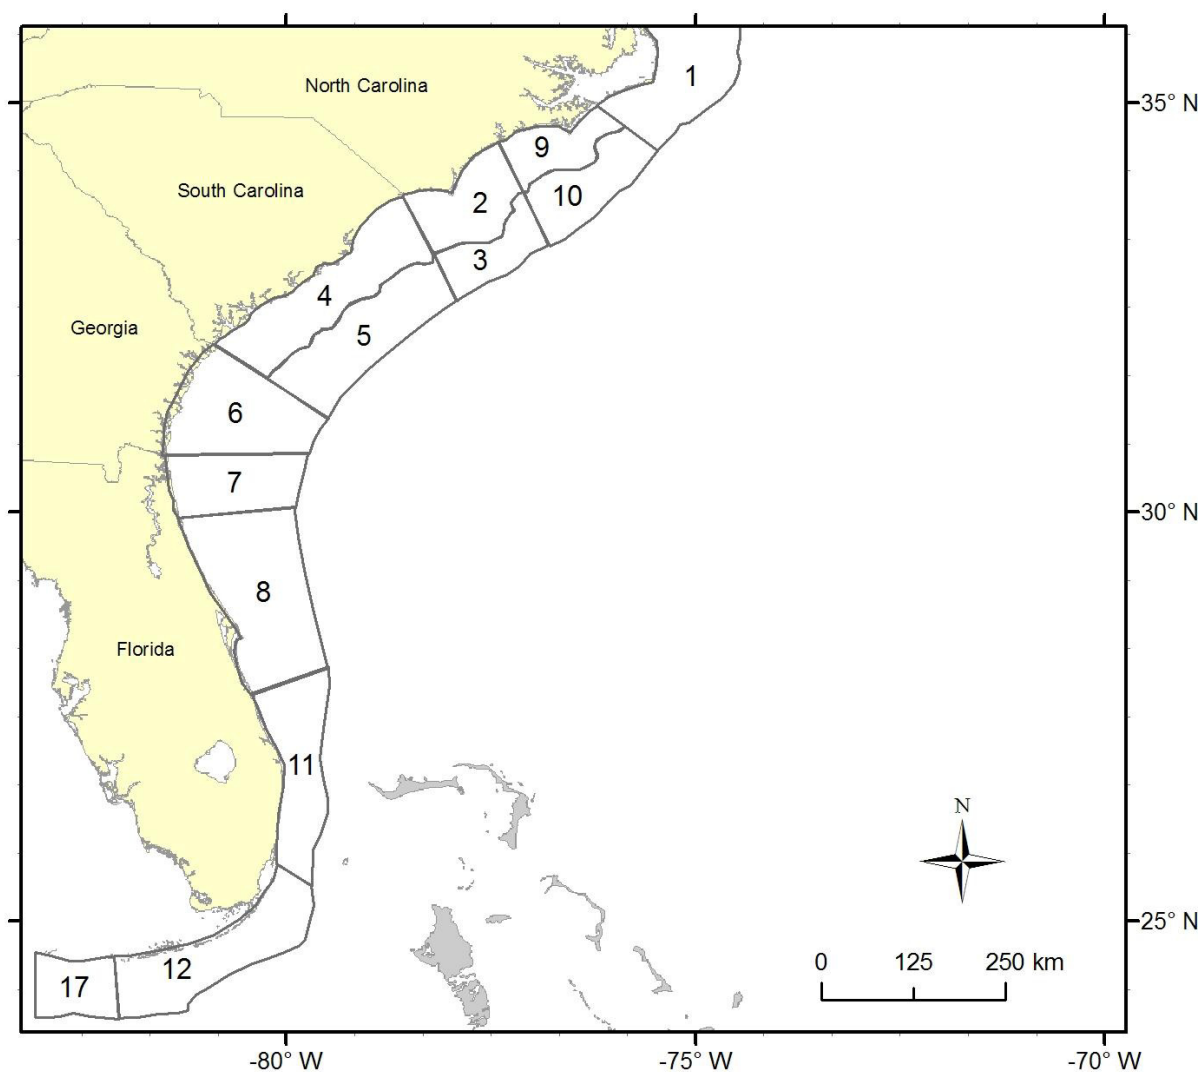 North Carolina
1
35° N
9
South Carolina
10
2
3
4
Georgia
5
6
7
30° N
8
Florida
11
N
25° N
12
17
0 125 250 km
-80° W -75° W -70° W